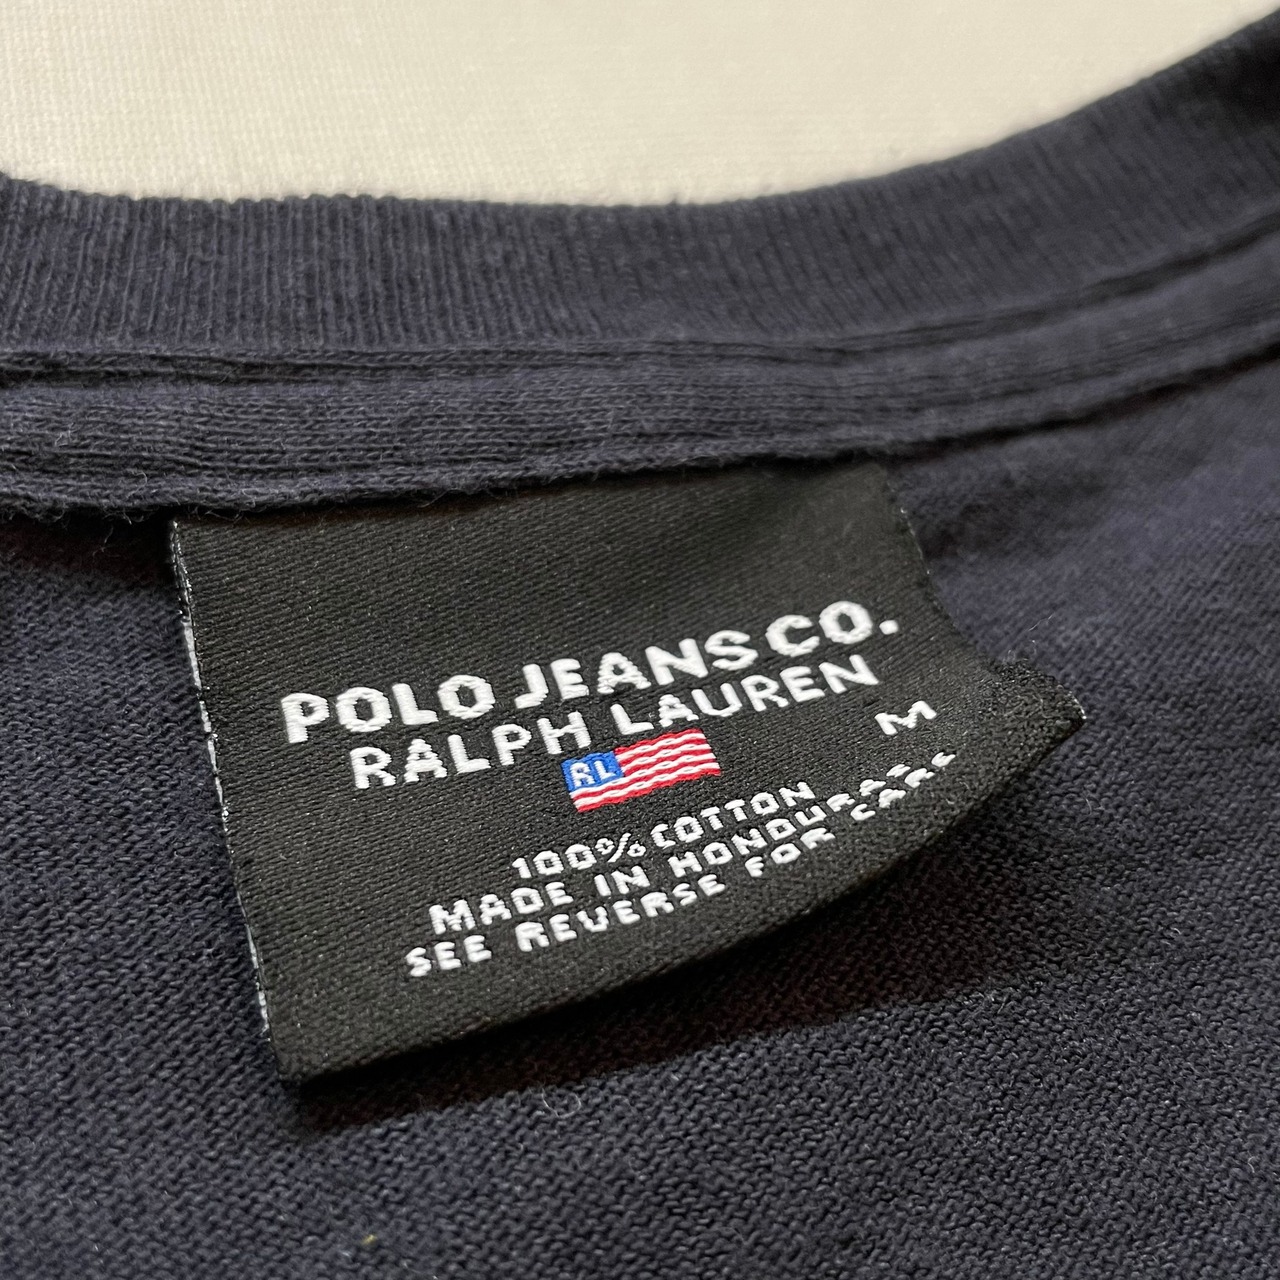 POLO JEANS CO.
RALPH LAUREN
M
RL
100% COTTON
MADE IN HONDURAS
SEE REVERSE FOR CARE